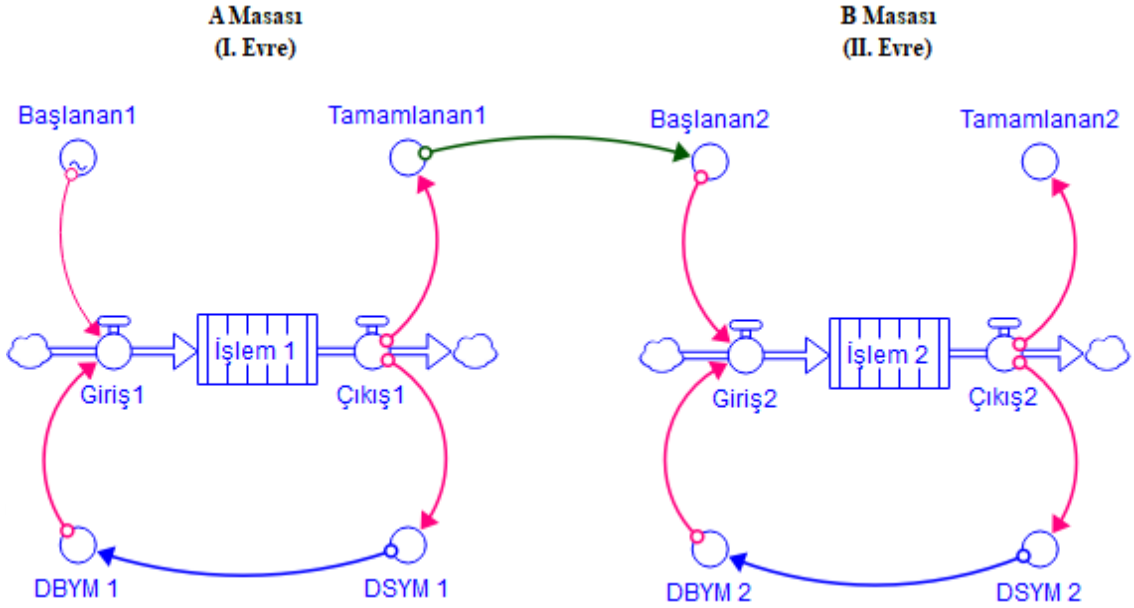 A Masası
(I. Evre)
B Masası
(II. Evre)
Başlanan1
Tamamlanan1
Başlanan2
Tamamlanan2
İşlem 1
İşlem 2
Giriş1
Çıkış1
Giriş2
Çıkış2
DBYM 1
DSYM 1
DBYM 2
DSYM 2